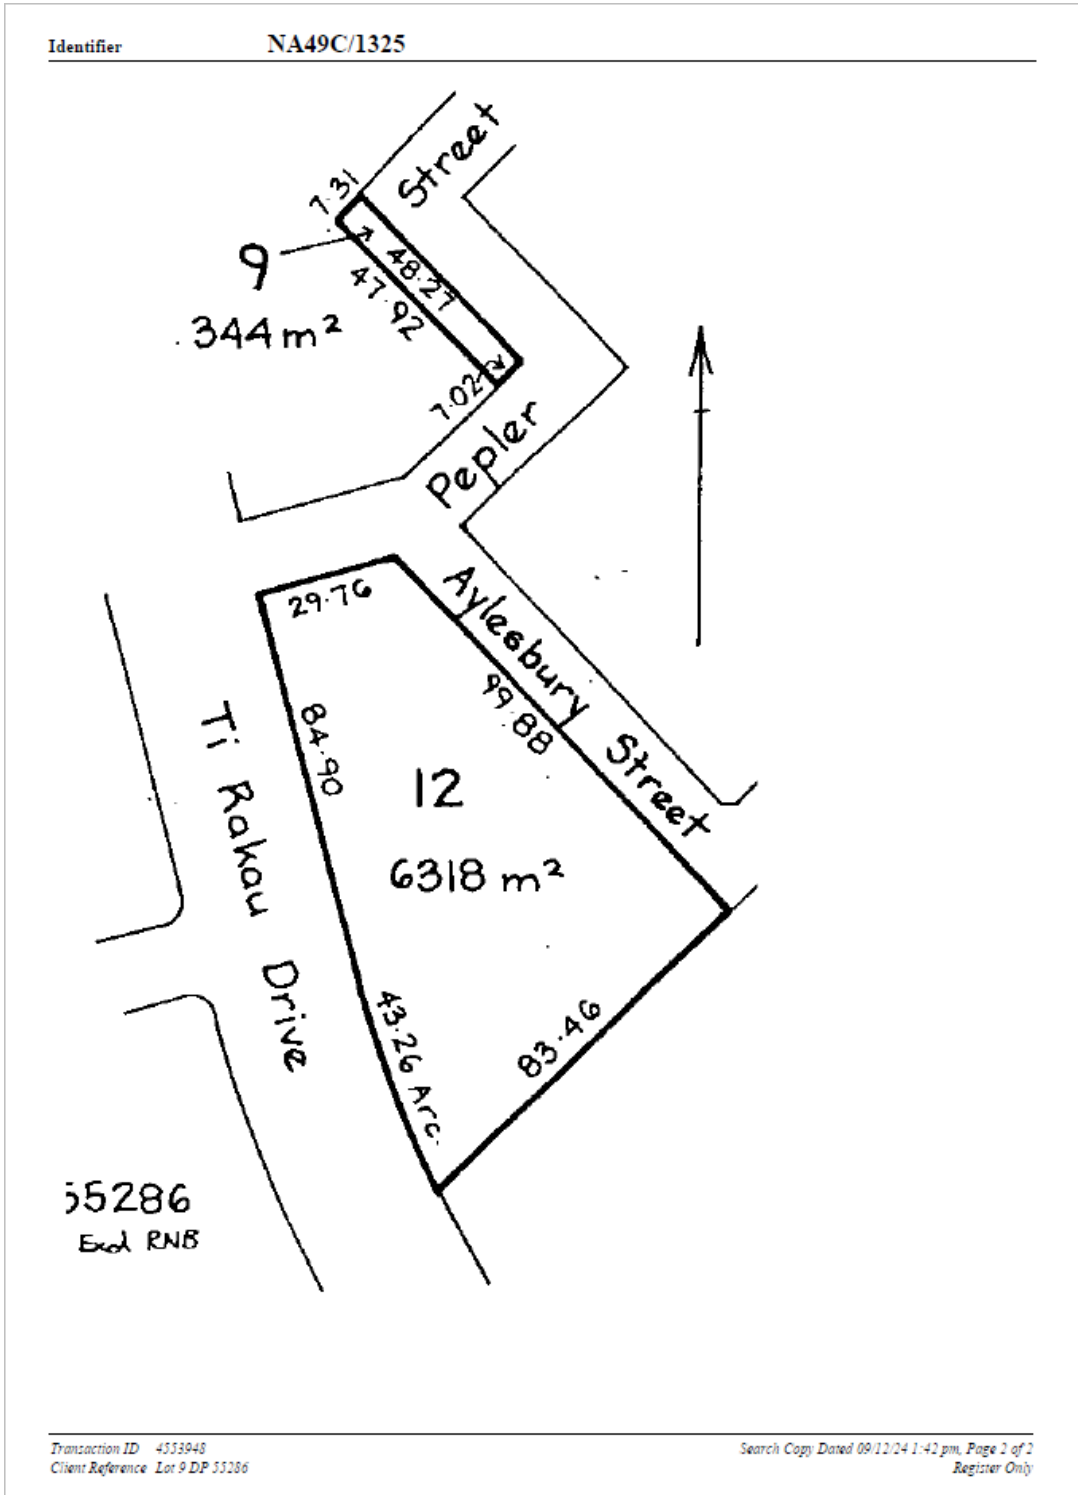 Identifier NA49C/1325
Street
7.31
9
48.27
47.92
344 m²
7.02
Pepler
29.76
Aylesbury Street
99.88
84.90
12
Ti Rakau Drive
6318 m²
43.26 Arc.
83.46
55286
Exd RNB
Transaction ID 4553948
Client Reference Lot 9 DP 55286
Search Copy Dated 09/12/24 1:42 pm, Page 2 of 2
Register Only